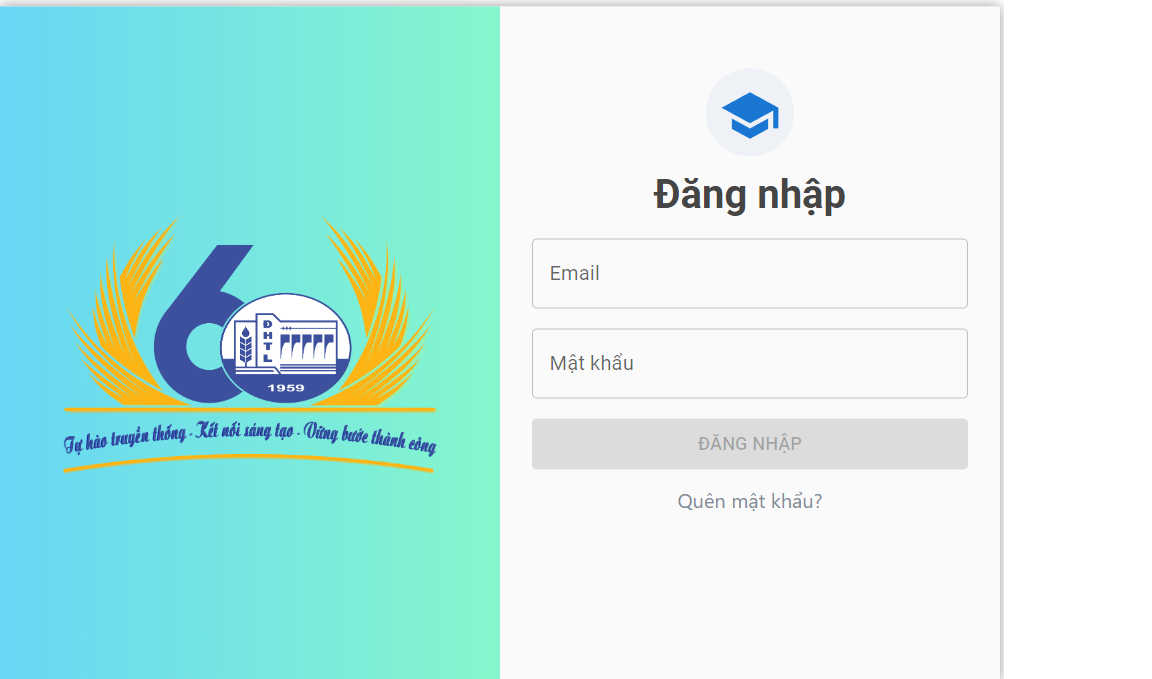 60
ĐHTL
1959
Tự hào truyền thống - Kết nối sáng tạo - Vững bước thành công
Đăng nhập
Email
Mật khẩu
ĐĂNG NHẬP
Quên mật khẩu?